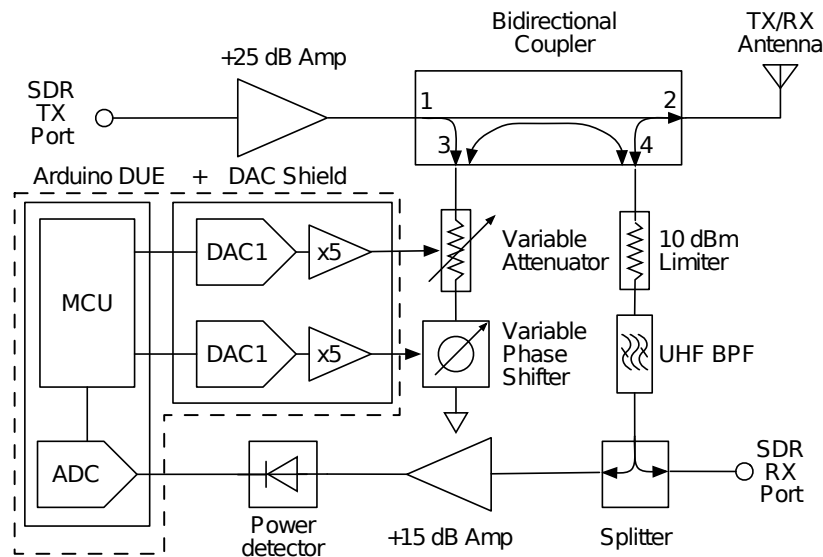 Bidirectional
Coupler
TX/RX
Antenna
+25 dB Amp
SDR
TX
Port
1
2
3
4
Arduino DUE + DAC Shield
MCU
DAC1
x5
Variable
Attenuator
10 dBm
Limiter
DAC1
x5
Variable
Phase
Shifter
UHF BPF
ADC
Power
detector
+15 dB Amp
Splitter
SDR
RX
Port